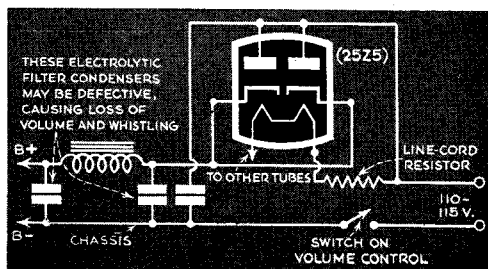 THESE ELECTROLYTIC
FILTER CONDENSERS
MAY BE DEFECTIVE,
CAUSING LOSS OF
VOLUME AND WHISTLING
(25Z5)
B+
TO OTHER TUBES
LINE-CORD
RESISTOR
110~
115 V.
B-
CHASSIS
SWITCH ON
VOLUME CONTROL